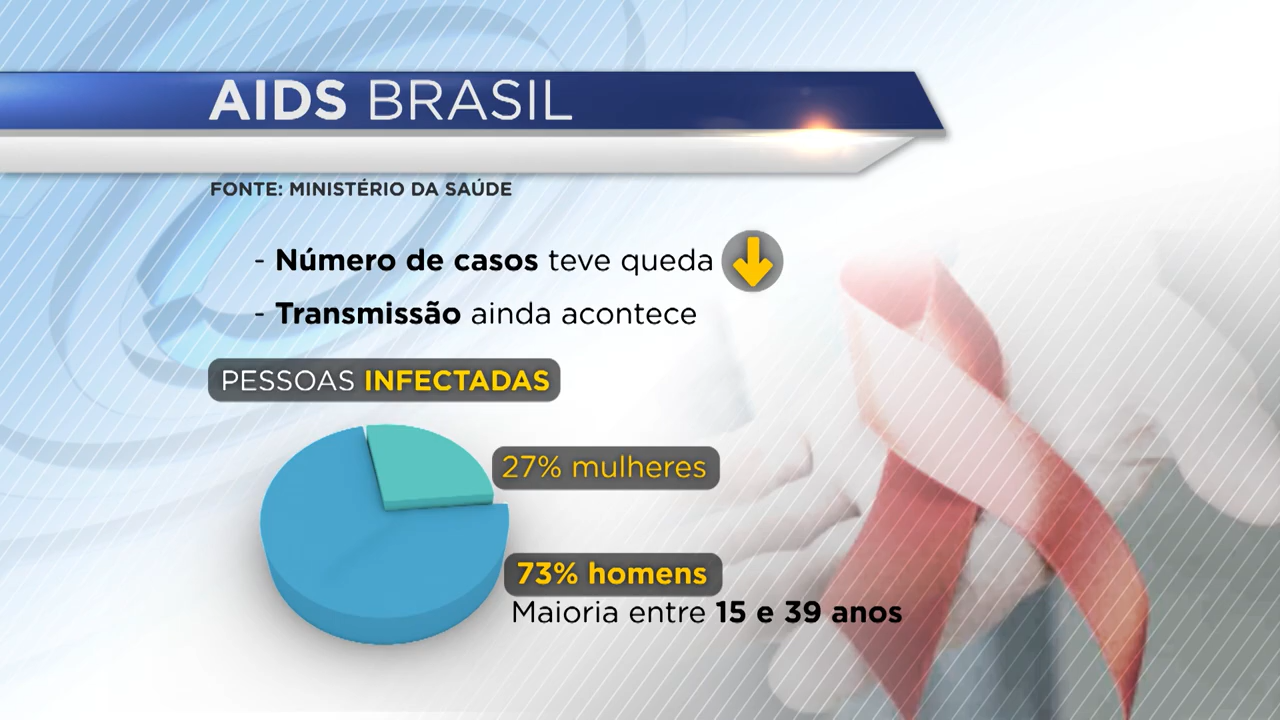 AIDS BRASIL
FONTE: MINISTÉRIO DA SAÚDE
- Número de casos teve queda
- Transmissão ainda acontece
PESSOAS INFECTADAS
27% mulheres
73% homens
Maioria entre 15 e 39 anos